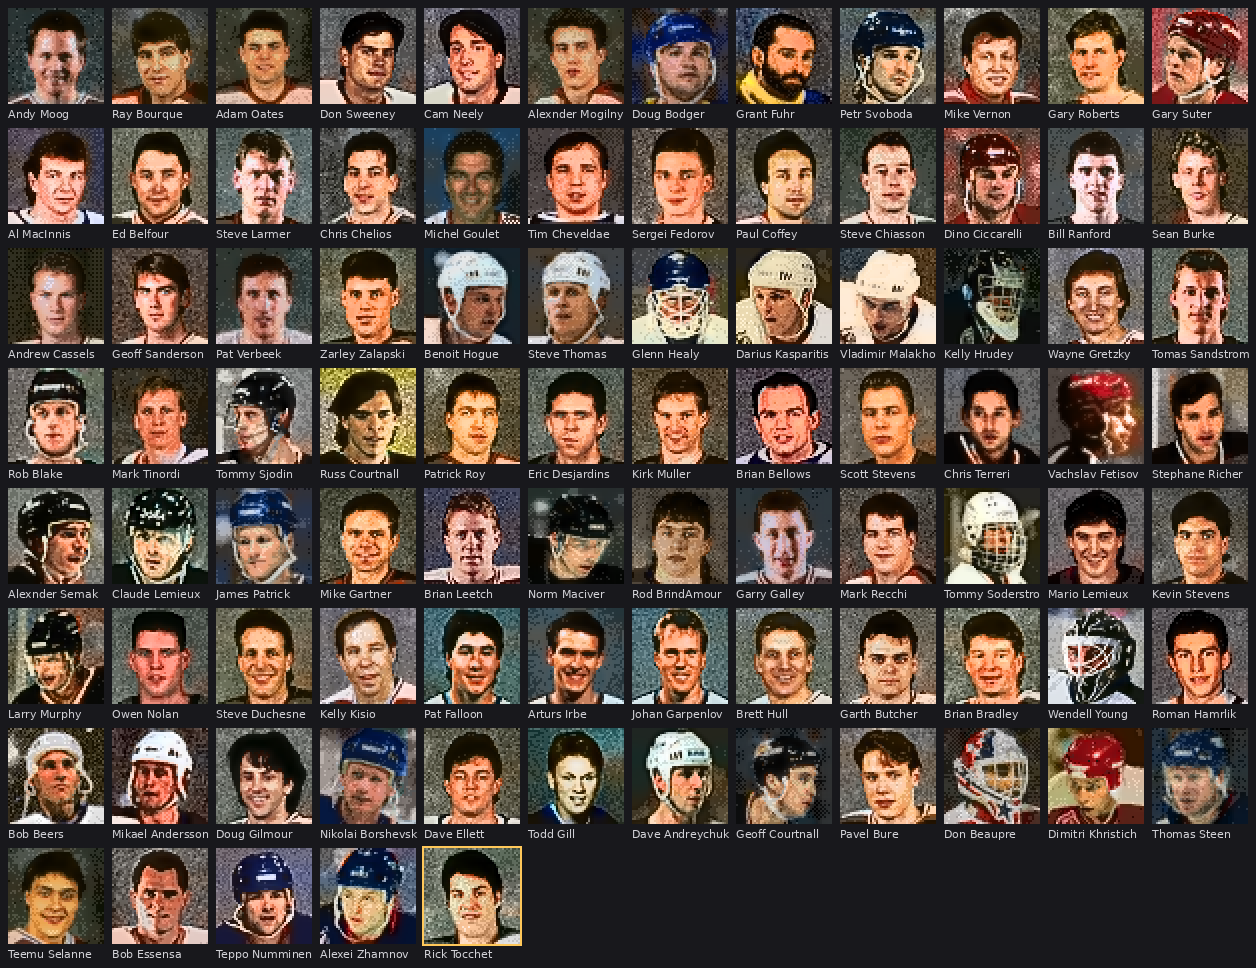 Andy Moog Ray Bourque Adam Oates Don Sweeney Cam Neely Alexnder Mogilny Doug Bodger Grant Fuhr Petr Svoboda Mike Vernon Gary Roberts Gary Suter
Al MacInnis Ed Belfour Steve Larmer Chris Chelios Michel Goulet Tim Cheveldae Sergei Fedorov Paul Coffey Steve Chiasson Dino Ciccarelli Bill Ranford Sean Burke
Andrew Cassels Geoff Sanderson Pat Verbeek Zarley Zalapski Benoit Hogue Steve Thomas Glenn Healy Darius Kasparitis Vladimir Malakho Kelly Hrudey Wayne Gretzky Tomas Sandstrom
Rob Blake Mark Tinordi Tommy Sjodin Russ Courtnall Patrick Roy Eric Desjardins Kirk Muller Brian Bellows Scott Stevens Chris Terreri Vachslav Fetisov Stephane Richer
Alexnder Semak Claude Lemieux James Patrick Mike Gartner Brian Leetch Norm Maciver Rod BrindAmour Garry Galley Mark Recchi Tommy Soderstro Mario Lemieux Kevin Stevens
Larry Murphy Owen Nolan Steve Duchesne Kelly Kisio Pat Falloon Arturs Irbe Johan Garpenlov Brett Hull Garth Butcher Brian Bradley Wendell Young Roman Hamrlik
Bob Beers Mikael Andersson Doug Gilmour Nikolai Borshevsk Dave Ellett Todd Gill Dave Andreychuk Geoff Courtnall Pavel Bure Don Beaupre Dimitri Khristich Thomas Steen
Teemu Selanne Bob Essensa Teppo Numminen Alexei Zhamnov Rick Tocchet